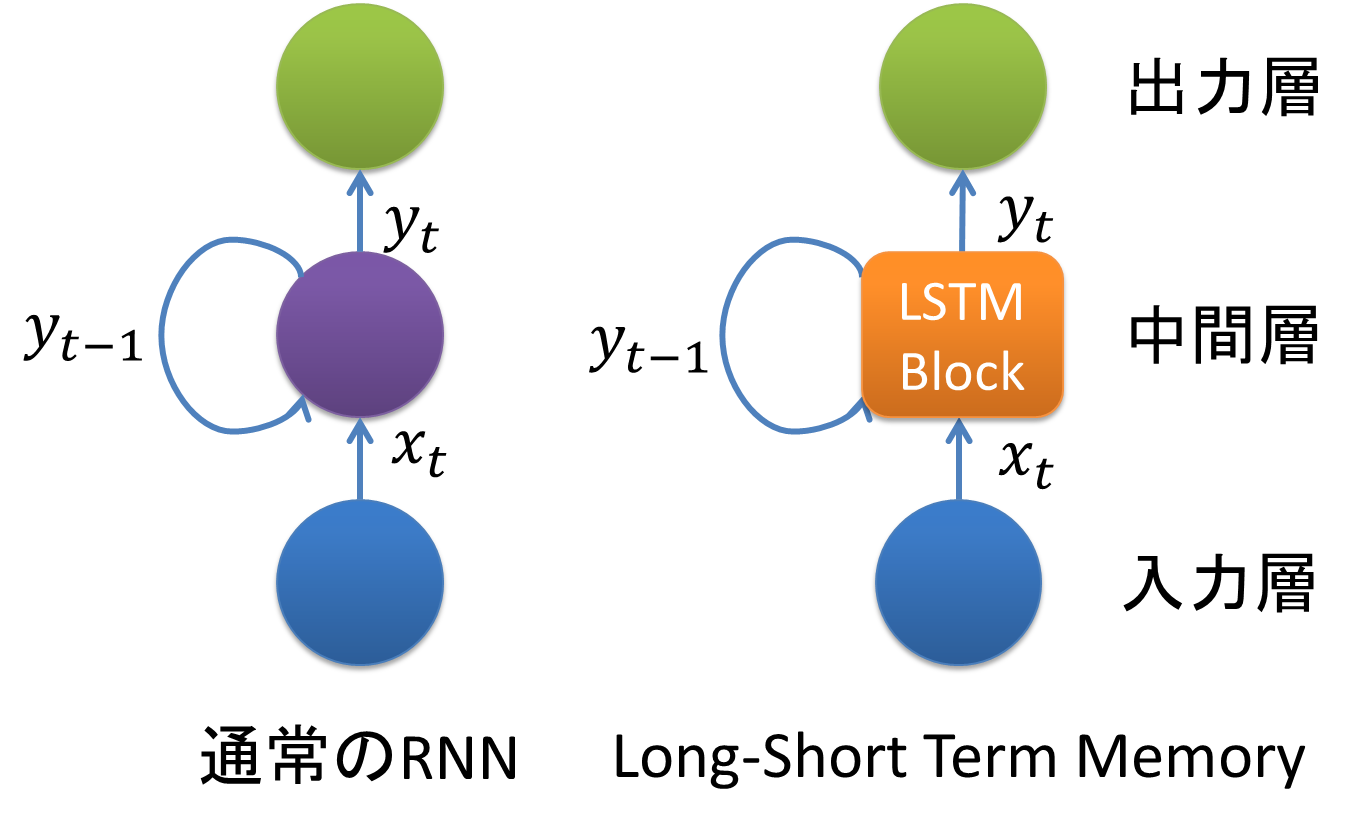 出力層
y_t
y_t
y_{t-1}
y_{t-1}
LSTM
Block
中間層
x_t
x_t
入力層
通常のRNN
Long-Short Term Memory